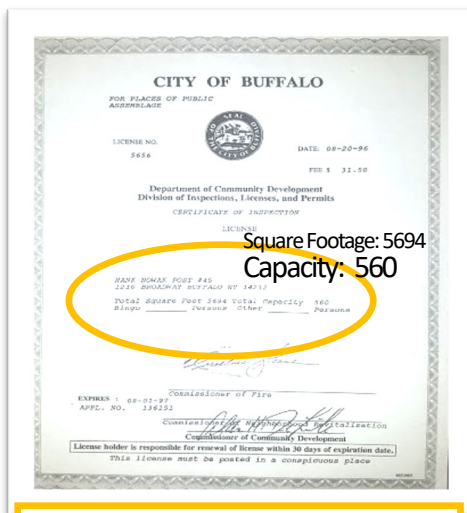 CITY OF BUFFALO
FOR PLACES OF PUBLIC
ASSEMBLAGE
LICENSE NO.
5656
DATE: 08-20-96
FEE $ 31.50
Department of Community Development
Division of Inspections, Licenses, and Permits
CERTIFICATE OF INSPECTION
LICENSE
Square Footage: 5694
Capacity: 560
HANK NOWAK POST #45
1216 BROADWAY BUFFALO NY
Total Square Feet 5694 Total Capacity 560
Bingo Persons Other Persons
Commissioner of Fire
EXPIRES : 08-01-97
APPL. NO. 136251
Commissioner of Neighborhood Revitalization
Commissioner of Community Development
License holder is responsible for renewal of license within 30 days of expiration date.
This license must be posted in a conspicuous place